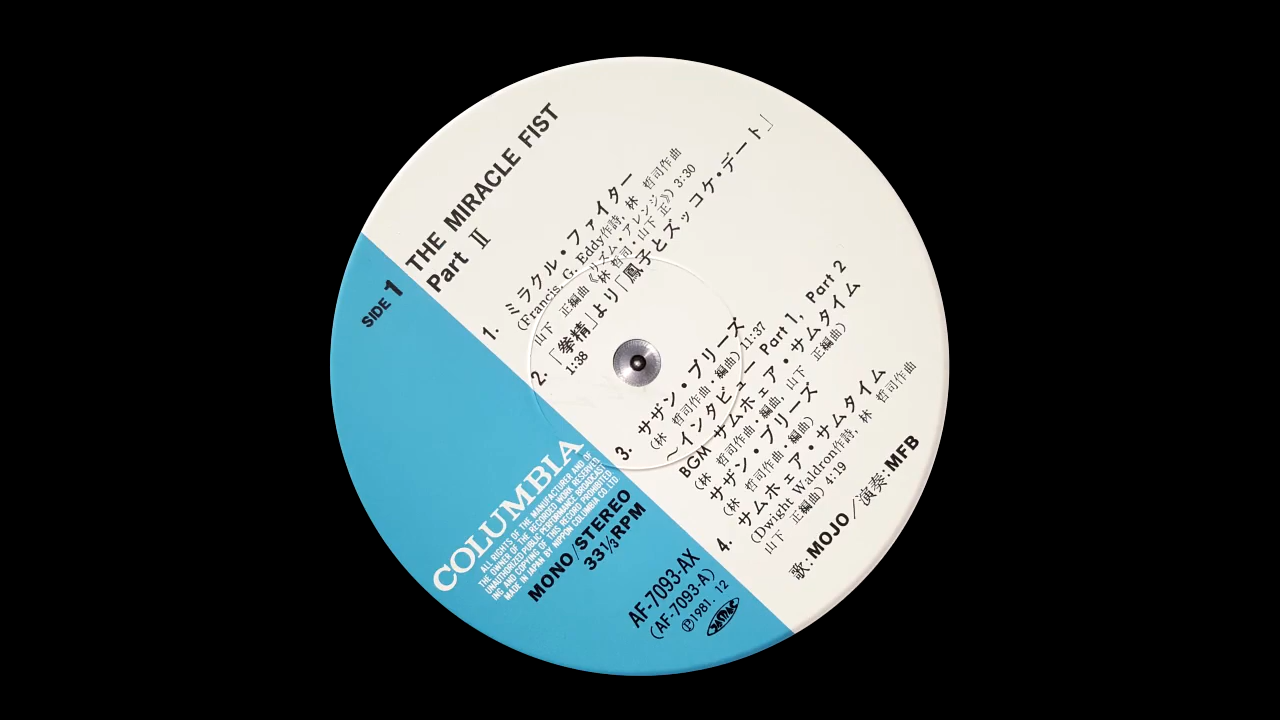 THE MIRACLE FIST
Part Ⅱ
SIDE 1
1. ミラクル・ファイター
(Francis. G. Eddy作詩, 林 哲司作曲
山下 正編曲《リズム・アレンジ》) 3:30
《林 哲司・山下 正》
2. 「拳精」より「鳳子とズッコケ・デート」
1:38
3. サザン・ブリーズ
(林 哲司作曲・編曲) 11:37
〜インタビュー Part 1, Part 2
BGM サムホェア・サムタイム
(林 哲司作曲・編曲, 山下 正編曲)
サザン・ブリーズ
(林 哲司作曲・編曲)
4. サムホェア・サムタイム
(Dwight Waldron作詩, 林 哲司
山下 正編曲) 4:19
歌:MOJO/演奏:MFB
COLUMBIA
ALL RIGHTS OF THE MANUFACTURER AND OF
THE OWNER OF THE RECORDED WORK RESERVED.
UNAUTHORIZED PUBLIC PERFORMANCE BROADCAST-
ING AND COPYING OF THIS RECORD PROHIBITED.
MADE IN JAPAN BY NIPPON COLUMBIA CO. LTD.
MONO/STEREO
33⅓RPM
AF-7093-AX
(AF-7093-A)
Ⓟ1981. 12
JASRAC